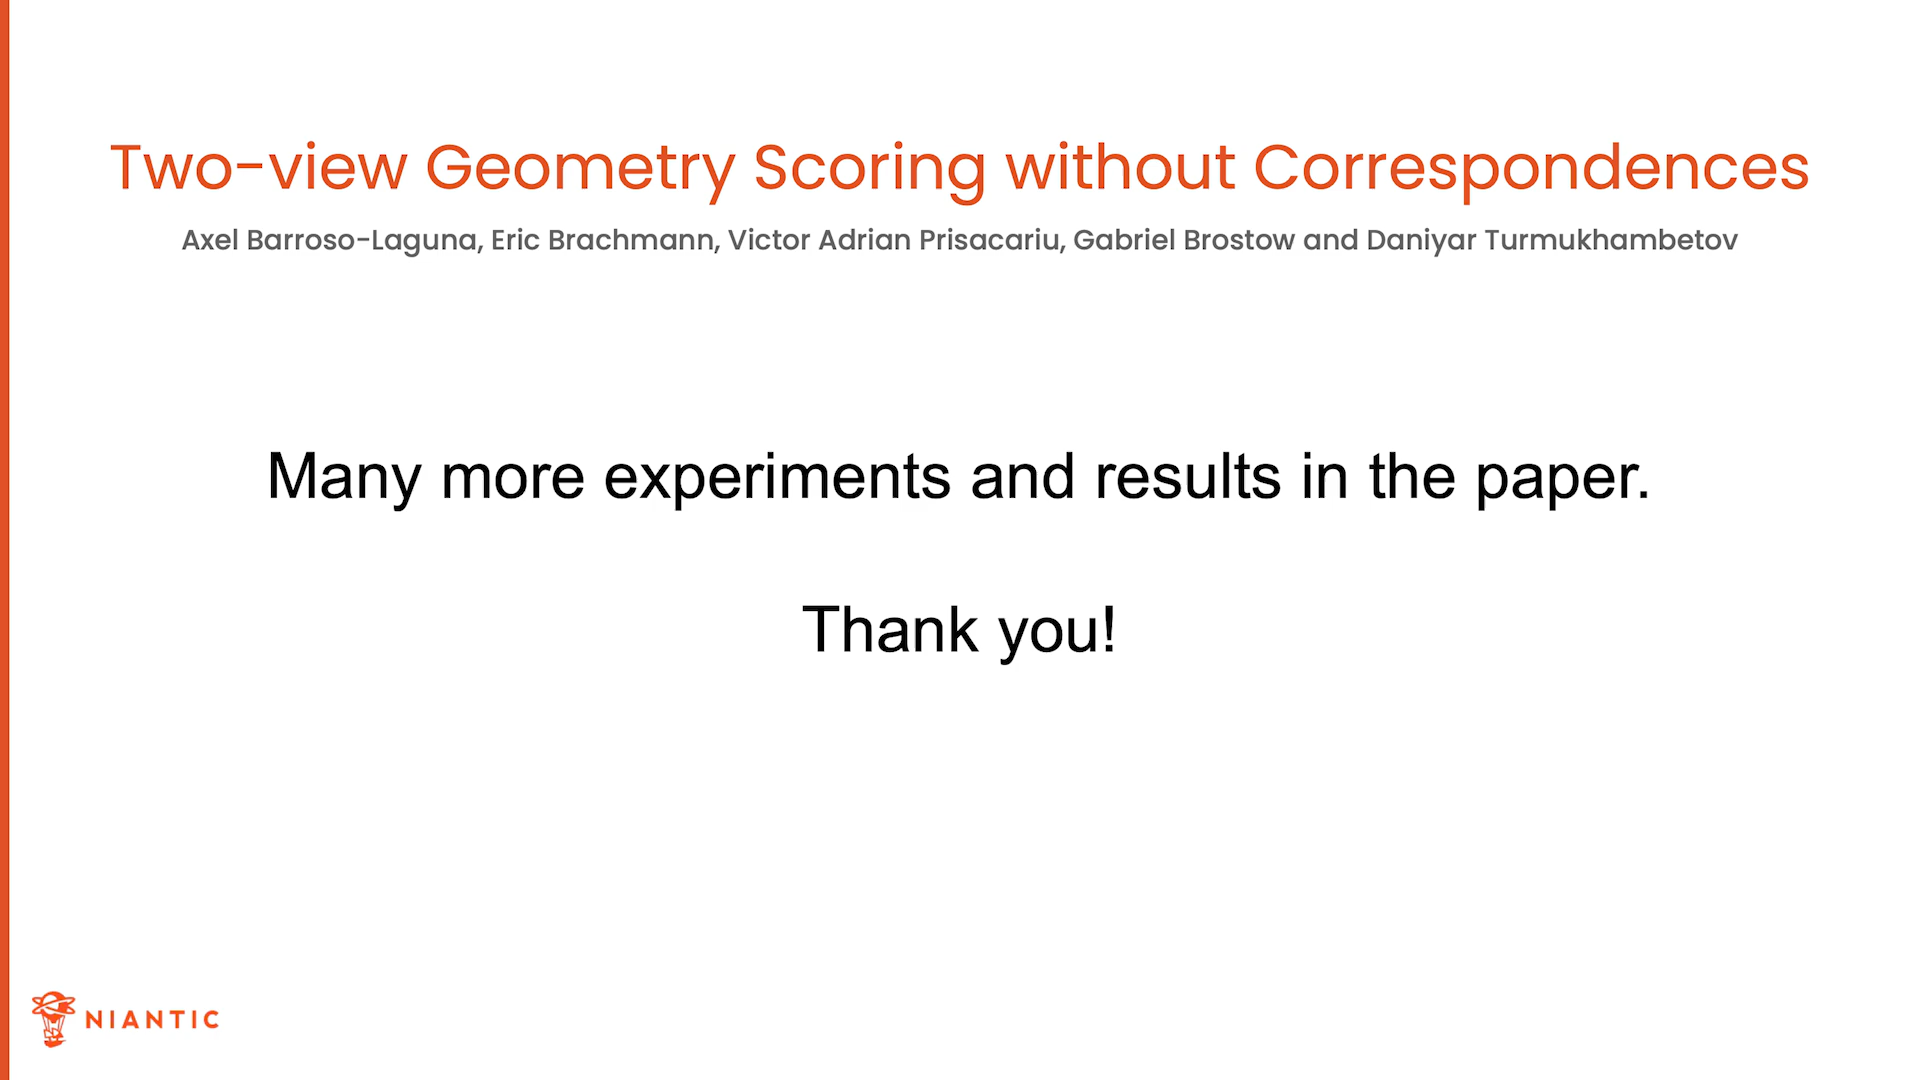 Two-view Geometry Scoring without Correspondences
Axel Barroso-Laguna, Eric Brachmann, Victor Adrian Prisacariu, Gabriel Brostow and Daniyar Turmukhambetov
Many more experiments and results in the paper.
Thank you!
NIANTIC